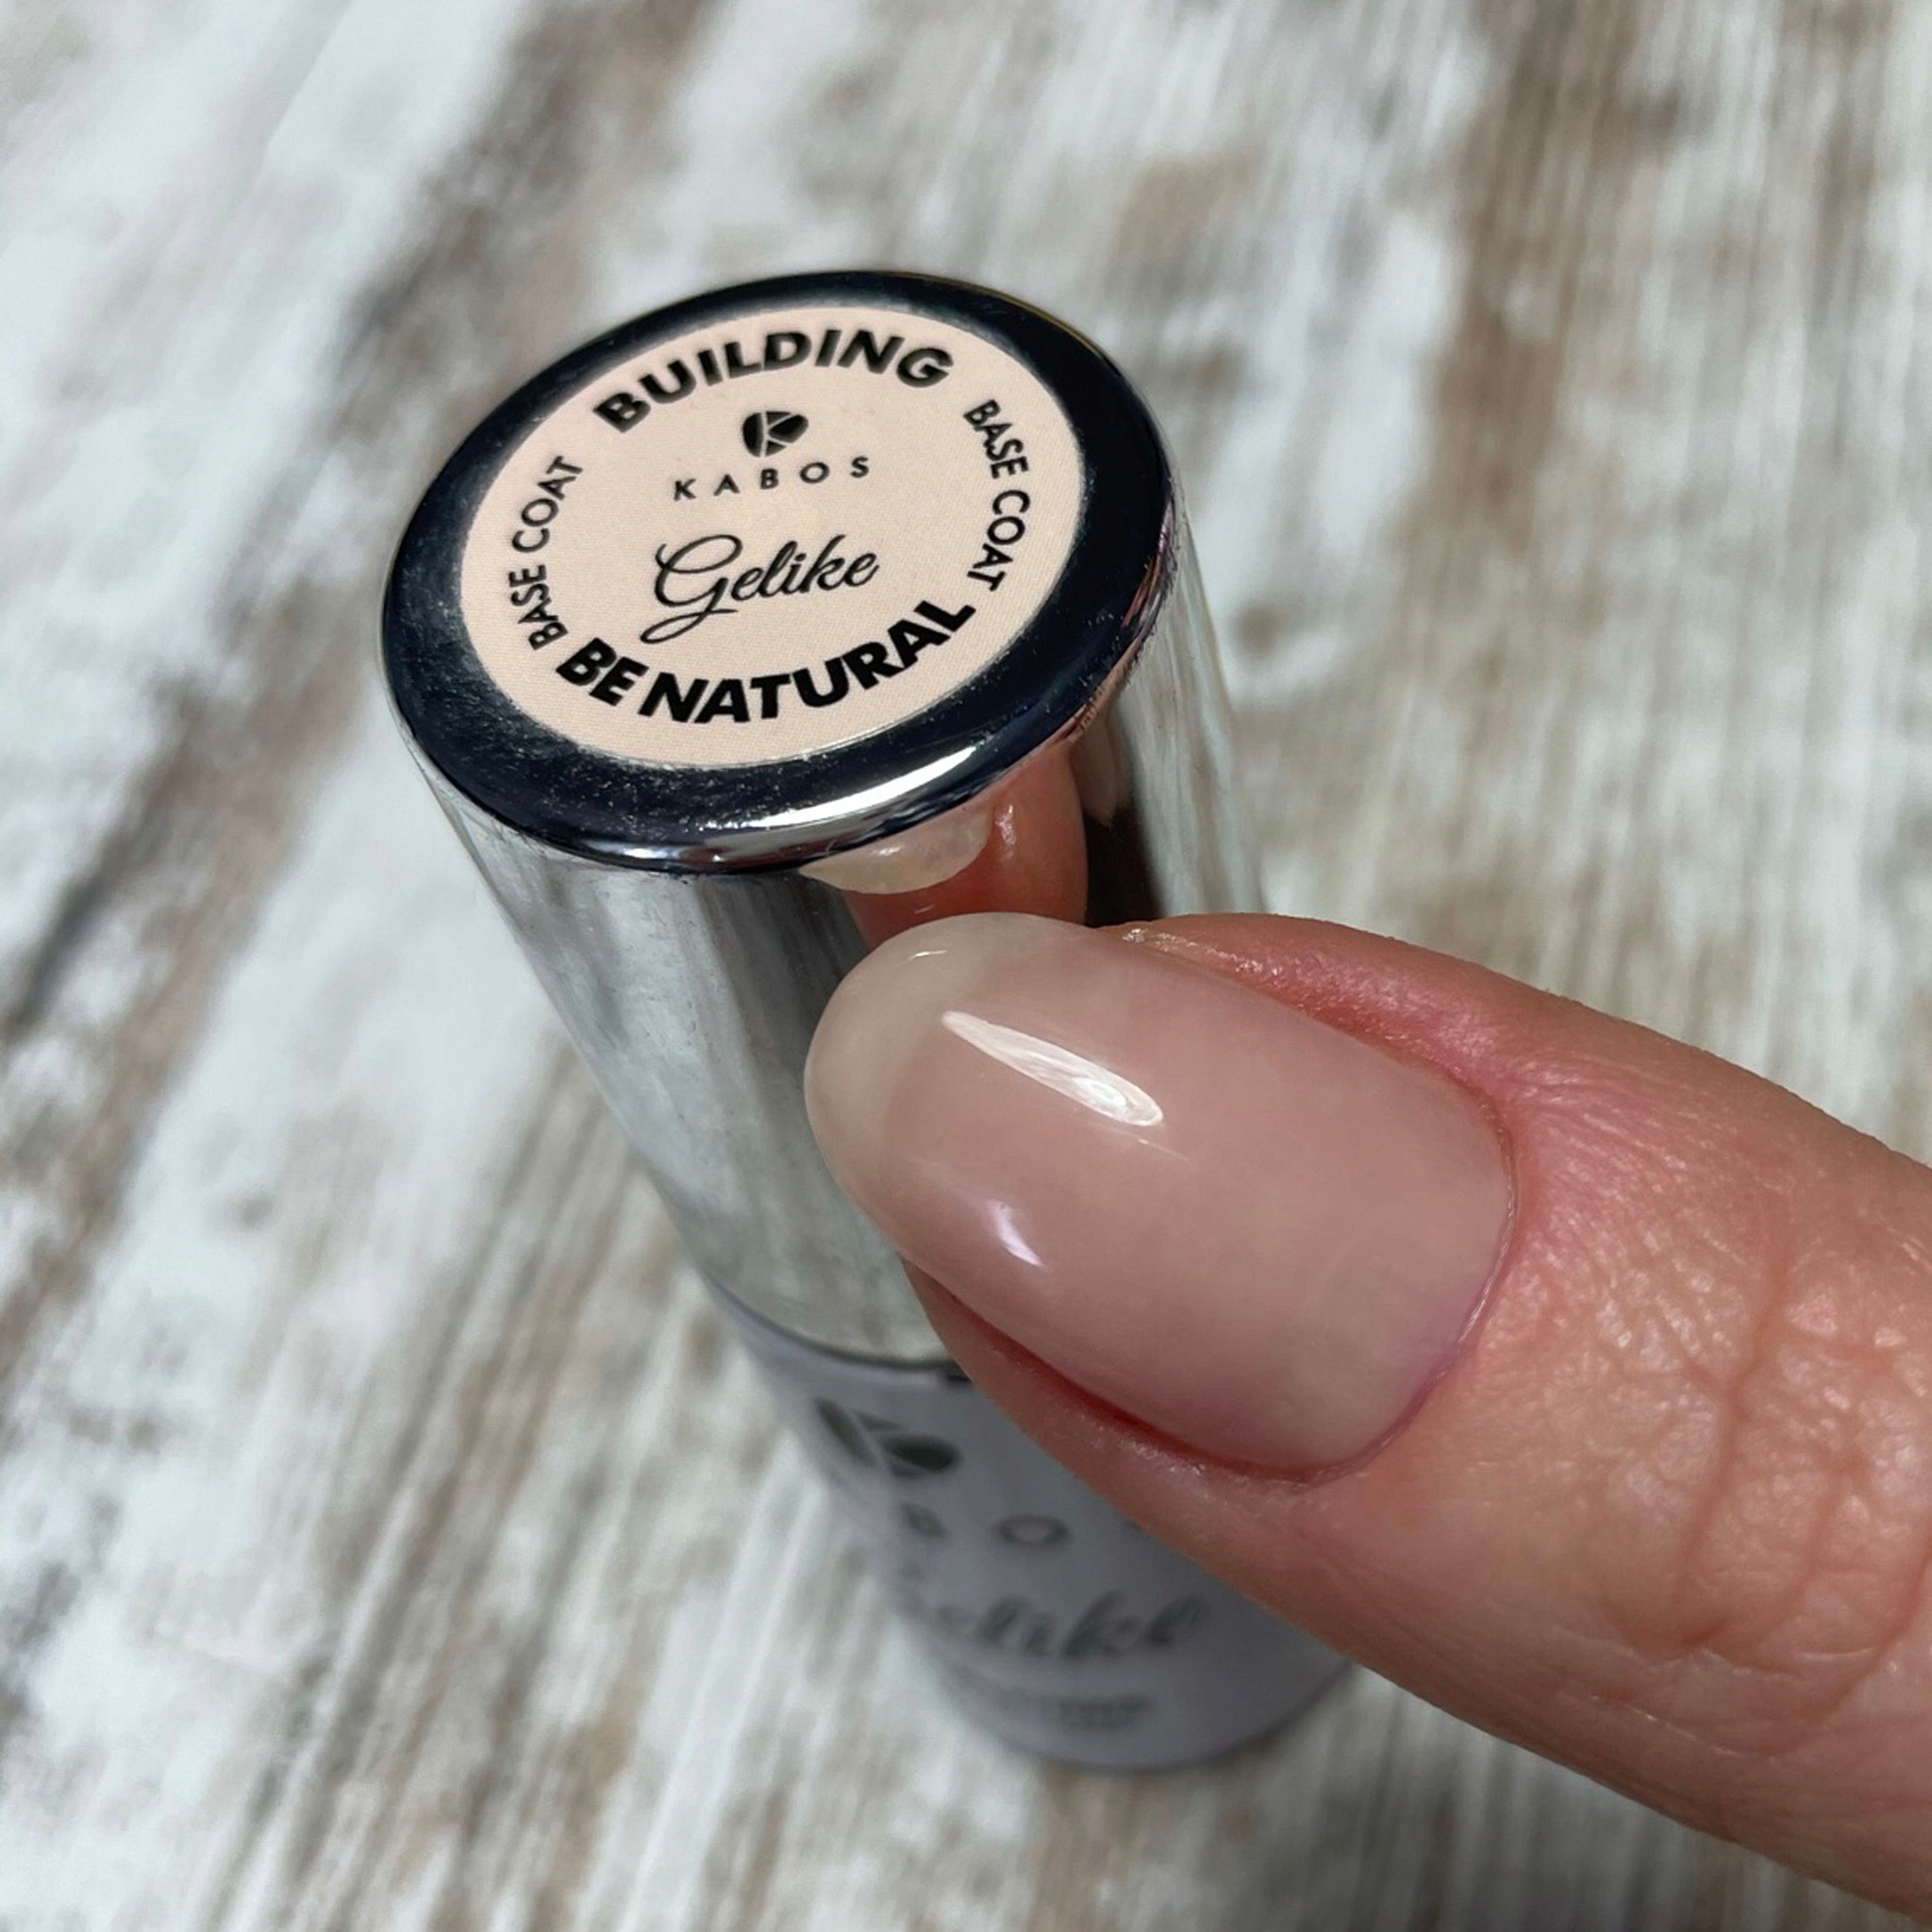 BUILDING
BASE COAT
KABOS
BASE COAT
Gelike
BE NATURAL